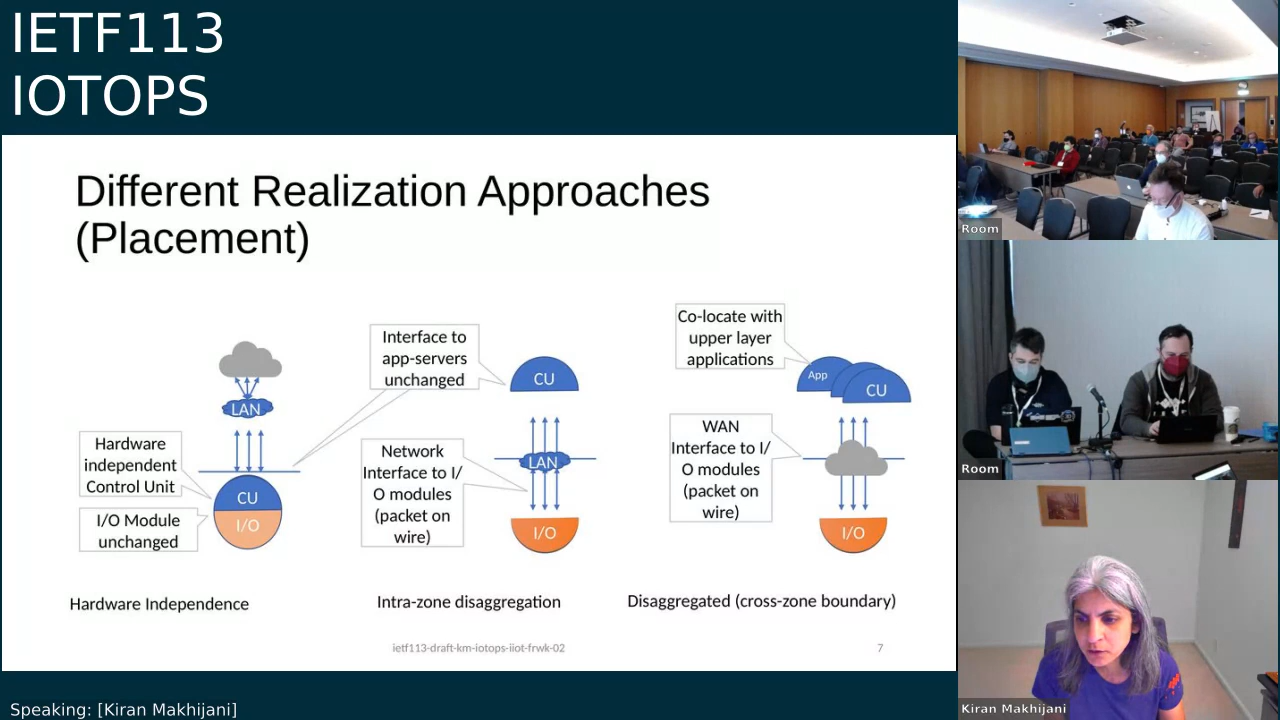 IETF113
IOTOPS
Different Realization Approaches
(Placement)
Interface to
app-servers
unchanged
Co-locate with
upper layer
applications
CU
App
CU
LAN
Hardware
independent
Control Unit
Network
Interface to I/
O modules
(packet on
wire)
WAN
Interface to I/
O modules
(packet on
wire)
LAN
CU
I/O
I/O Module
unchanged
I/O
I/O
Hardware Independence
Intra-zone disaggregation
Disaggregated (cross-zone boundary)
ietf113-draft-km-iotops-iiot-frwk-02
7
Room
Room
Kiran Makhijani
Speaking: [Kiran Makhijani]